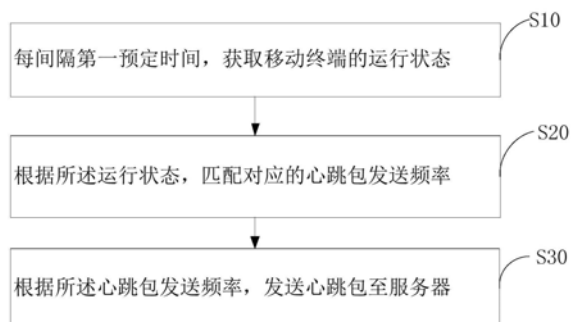 S10
每间隔第一预定时间，获取移动终端的运行状态
S20
根据所述运行状态，匹配对应的心跳包发送频率
S30
根据所述心跳包发送频率，发送心跳包至服务器